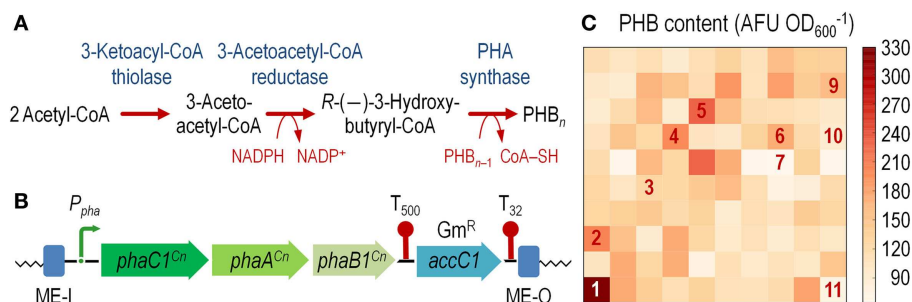 A
3-Ketoacyl-CoA thiolase
3-Acetoacetyl-CoA reductase
PHA synthase
2 Acetyl-CoA
3-Aceto-
acetyl-CoA
R-(—)-3-Hydroxy-
butyryl-CoA
PHBn
NADPH NADP+
PHBn–1 CoA–SH
B
Ppha
T500
T32
GmR
phaC1Cn
phaACn
phaB1Cn
accC1
ME-I
ME-O
C
PHB content (AFU OD600-1)
9
5
4
6
10
7
3
2
1
11
330
300
270
240
210
180
150
120
90